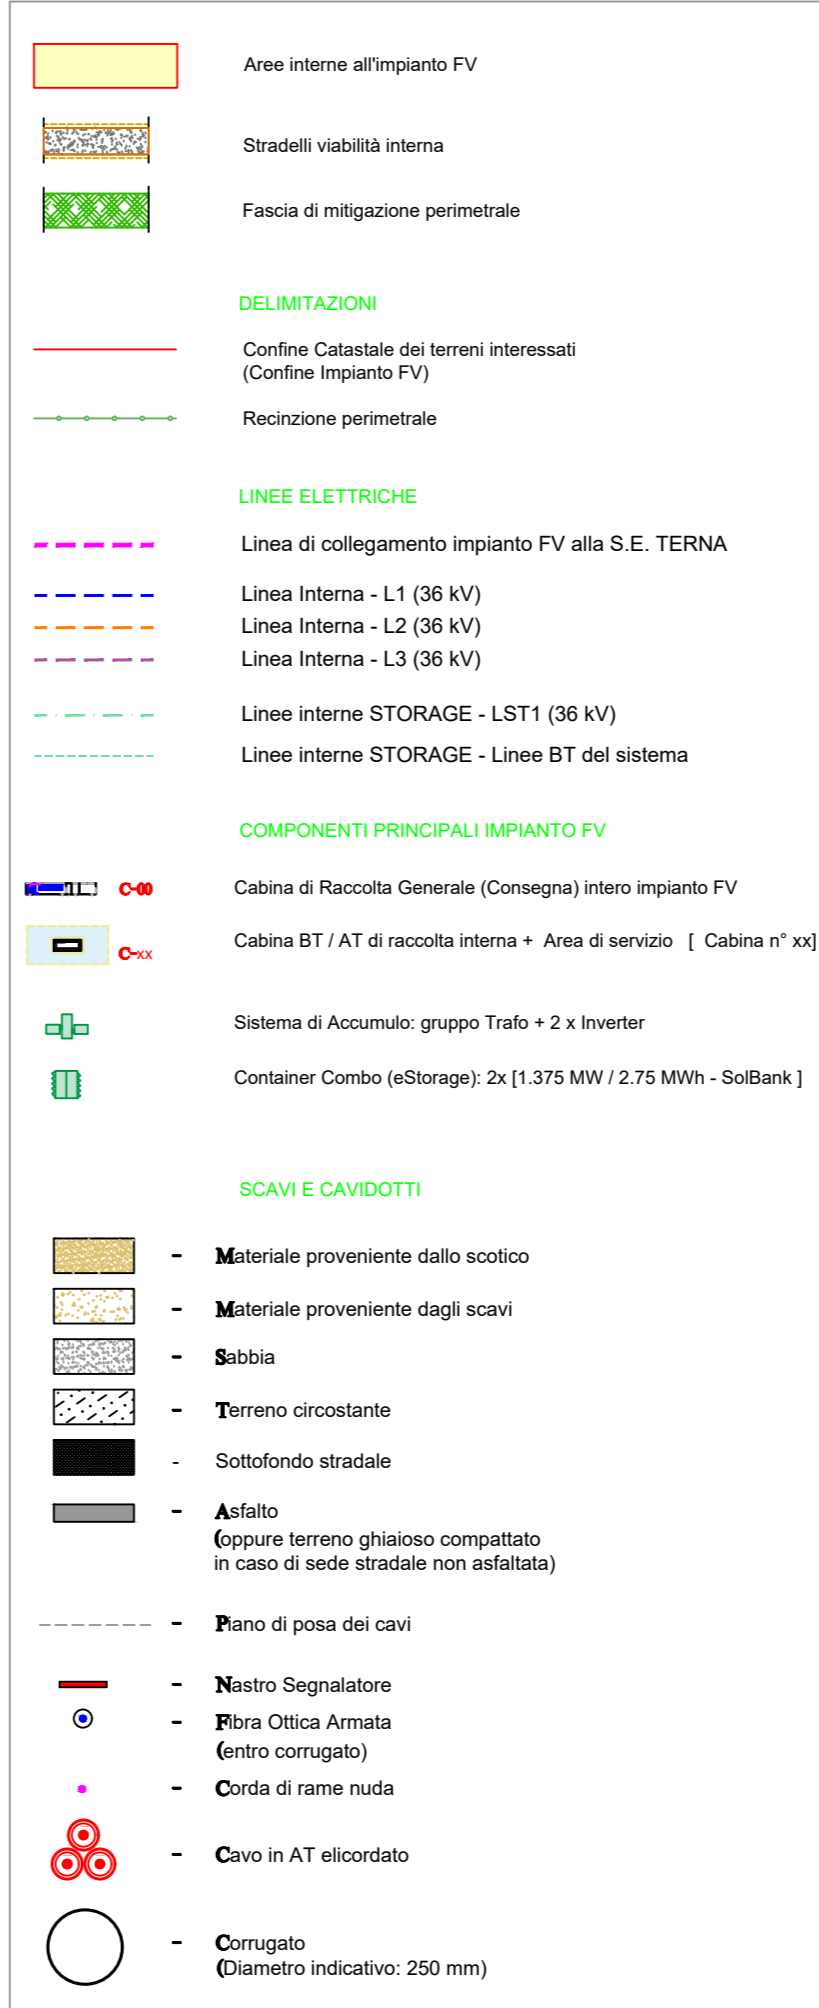 Aree interne all'impianto FV
Stradelli viabilità interna
Fascia di mitigazione perimetrale
DELIMITAZIONI
Confine Catastale dei terreni interessati
(Confine Impianto FV)
Recinzione perimetrale
LINEE ELETTRICHE
Linea di collegamento impianto FV alla S.E. TERNA
Linea Interna - L1 (36 kV)
Linea Interna - L2 (36 kV)
Linea Interna - L3 (36 kV)
Linee interne STORAGE - LST1 (36 kV)
Linee interne STORAGE - Linee BT del sistema
COMPONENTI PRINCIPALI IMPIANTO FV
C-00 Cabina di Raccolta Generale (Consegna) intero impianto FV
C-xx Cabina BT / AT di raccolta interna + Area di servizio [ Cabina n° xx]
Sistema di Accumulo: gruppo Trafo + 2 x Inverter
Container Combo (eStorage): 2x [1.375 MW / 2.75 MWh - SolBank ]
SCAVI E CAVIDOTTI
- Materiale proveniente dallo scotico
- Materiale proveniente dagli scavi
- Sabbia
- Terreno circostante
- Sottofondo stradale
- Asfalto
(oppure terreno ghiaioso compattato
in caso di sede stradale non asfaltata)
- Piano di posa dei cavi
- Nastro Segnalatore
- Fibra Ottica Armata
(entro corrugato)
- Corda di rame nuda
- Cavo in AT elicordato
- Corrugato
(Diametro indicativo: 250 mm)